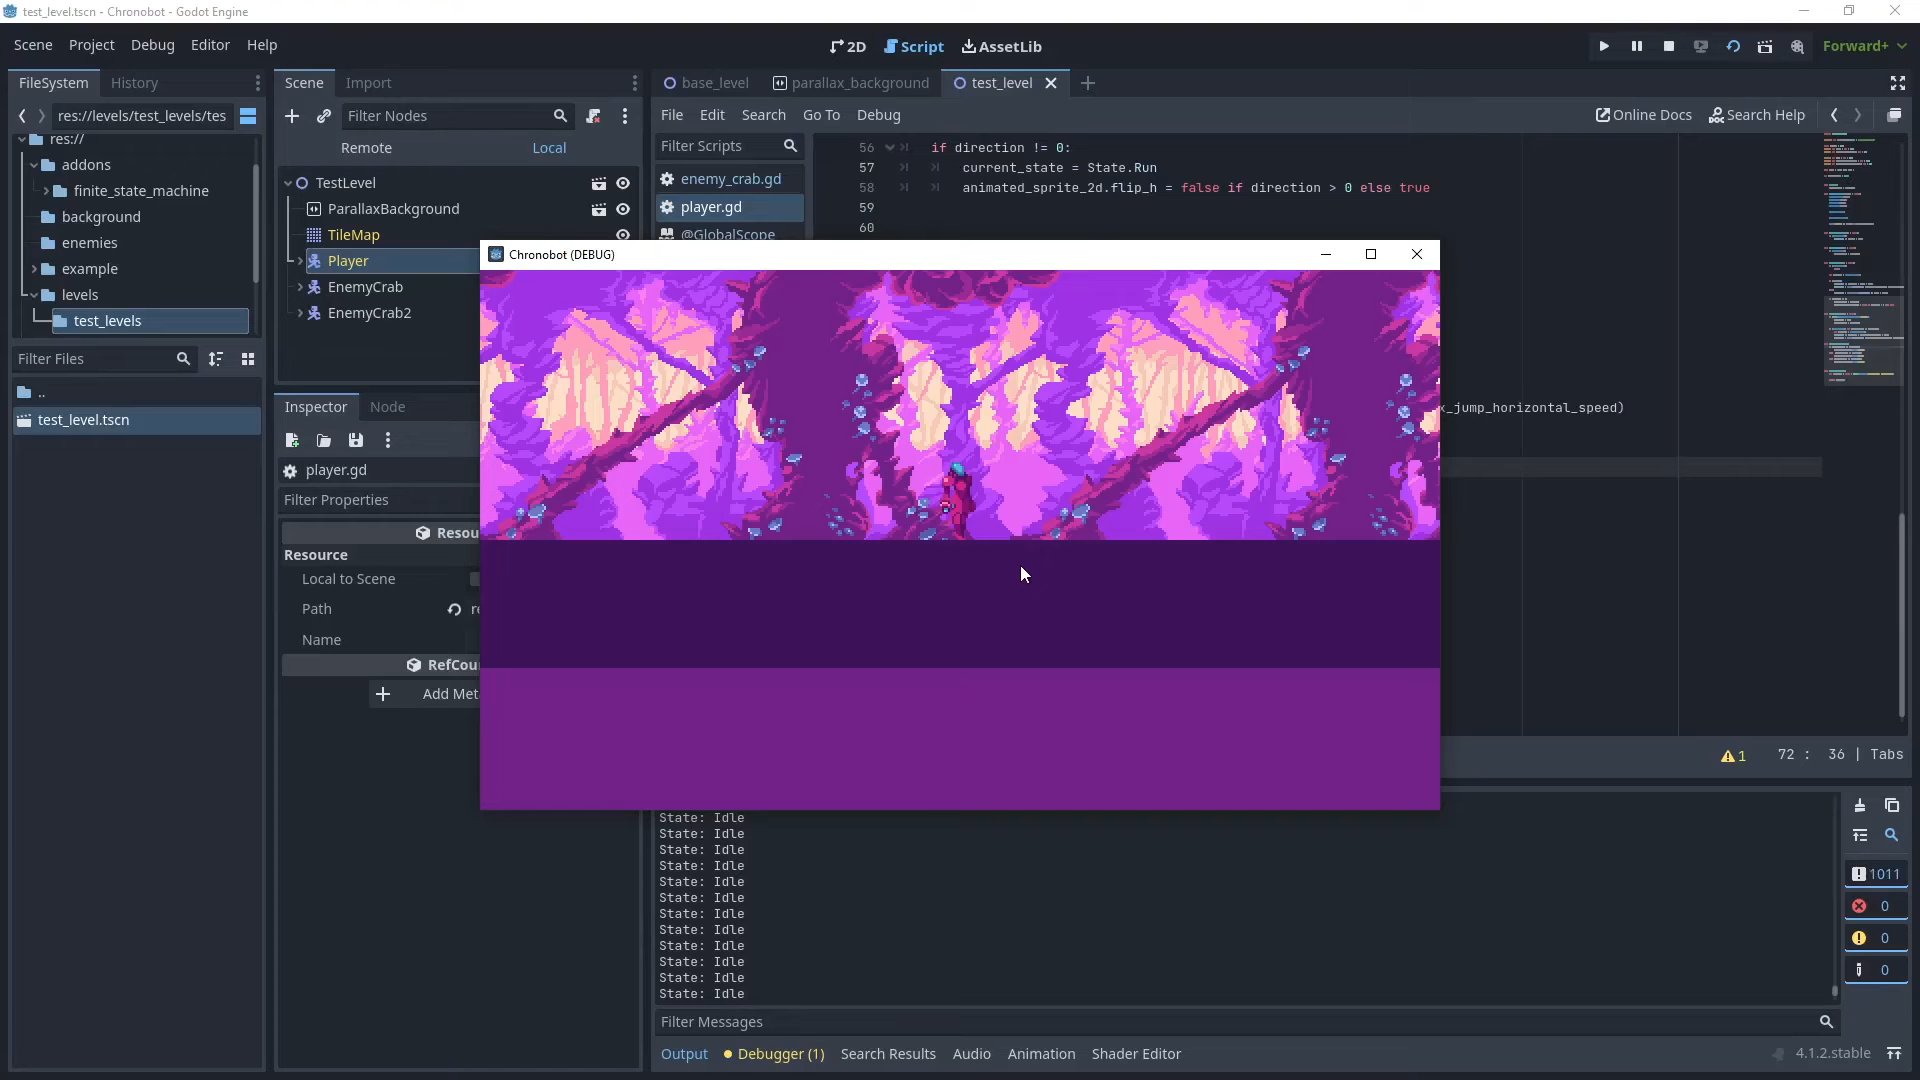 test_level.tscn - Chronobot - Godot Engine
Scene Project Debug Editor Help
2D Script AssetLib
Forward+
FileSystem History
Scene Import
base_level parallax_background test_level
res://levels/test_levels/tes
Filter Nodes
File Edit Search Go To Debug
Online Docs Search Help
res://
addons
finite_state_machine
background
enemies
example
levels
test_levels
Remote Local
TestLevel
ParallaxBackground
TileMap
Player
EnemyCrab
EnemyCrab2
Filter Scripts
enemy_crab.gd
player.gd
@GlobalScope
56 if direction != 0:
57 current_state = State.Run
58 animated_sprite_2d.flip_h = false if direction > 0 else true
59
60
_jump_horizontal_speed)
Chronobot (DEBUG)
Filter Files
..
test_level.tscn
Inspector Node
player.gd
Filter Properties
Resou
Resource
Local to Scene
Path re
Name
RefCou
Add Met
1 72 : 36 | Tabs
State: Idle
State: Idle
State: Idle
State: Idle
State: Idle
State: Idle
State: Idle
State: Idle
State: Idle
State: Idle
State: Idle
State: Idle
1011
0
0
0
Filter Messages
Output Debugger (1) Search Results Audio Animation Shader Editor
4.1.2.stable